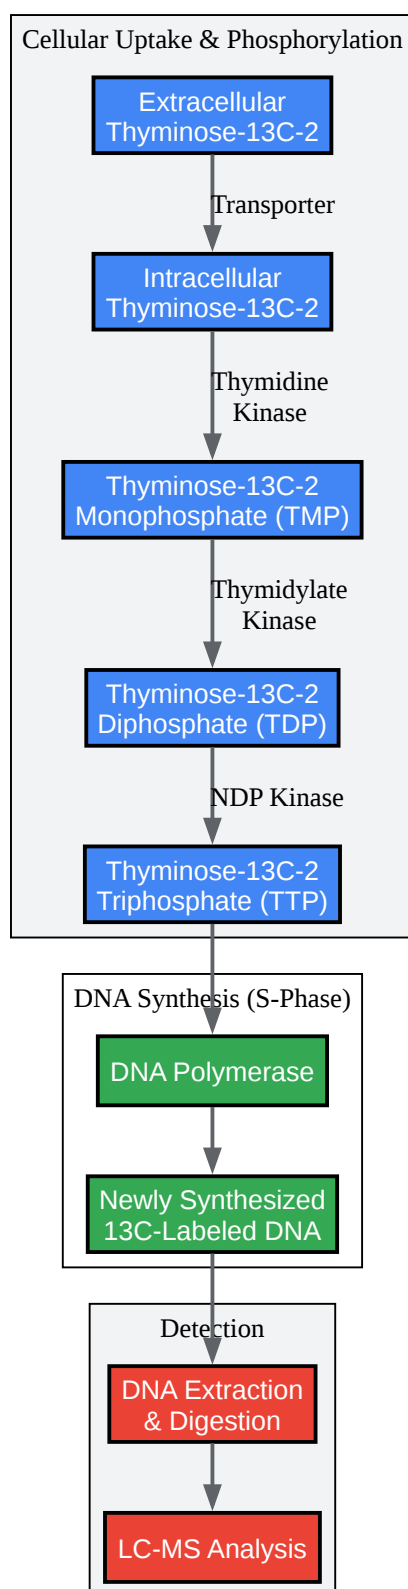 Cellular Uptake & Phosphorylation
Extracellular
Thyminose-13C-2
Transporter
Intracellular
Thyminose-13C-2
Thymidine
Kinase
Thyminose-13C-2
Monophosphate (TMP)
Thymidylate
Kinase
Thyminose-13C-2
Diphosphate (TDP)
NDP Kinase
Thyminose-13C-2
Triphosphate (TTP)
DNA Synthesis (S-Phase)
DNA Polymerase
Newly Synthesized
13C-Labeled DNA
Detection
DNA Extraction
& Digestion
LC-MS Analysis